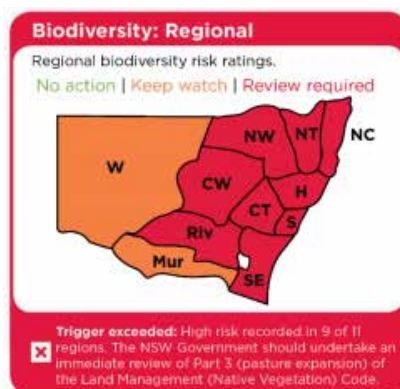 Biodiversity: Regional
Regional biodiversity risk ratings.
No action | Keep watch | Review required
NW
NT
NC
W
CW
H
CT
S
Riv
Mur
SE
Trigger exceeded: High risk recorded in 9 of 11
regions. The NSW Government should undertake an
immediate review of Part 3 (pasture expansion) of
the Land Management (Native Vegetation) Code.